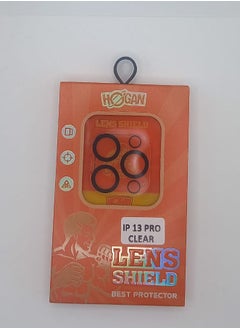 HOGAN
LENS SHIELD
IP 13 PRO
CLEAR
LENS
SHIELD
BEST PROTECTOR